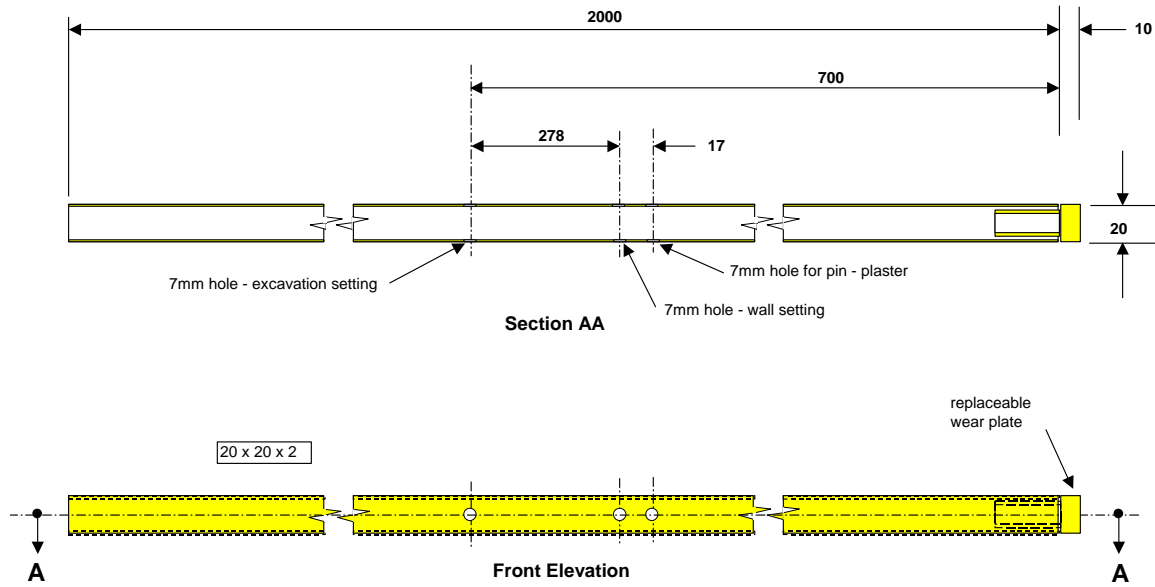 2000
10
700
278
17
20
7mm hole - excavation setting
7mm hole for pin - plaster
7mm hole - wall setting
Section AA
replaceable
wear plate
20 x 20 x 2
A
A
Front Elevation